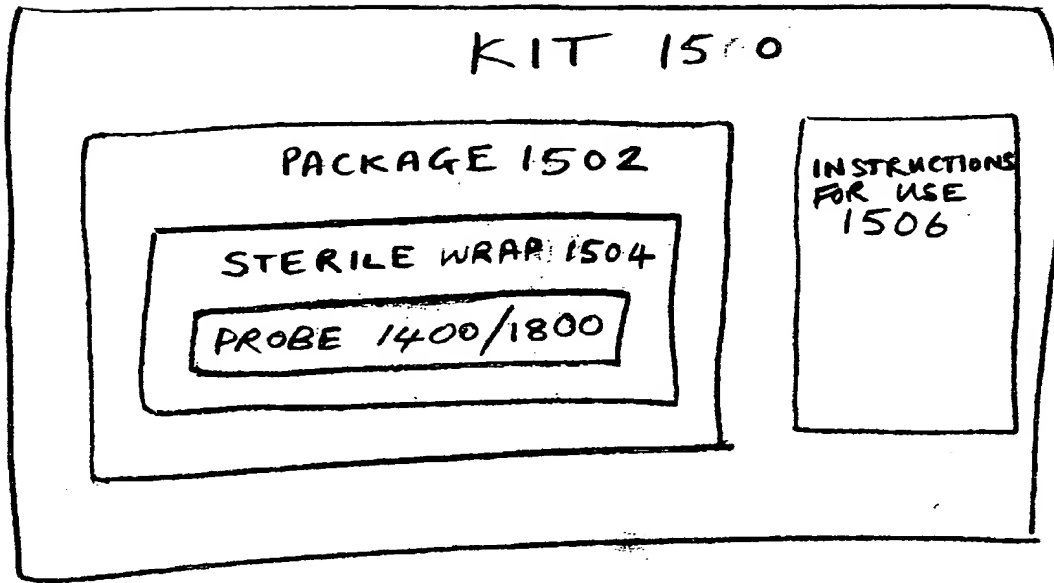 KIT
PACKAGE 1502
STERILE WRAP 1504
PROBE 1400/1800
INSTRUCTIONS
FOR USE
1506